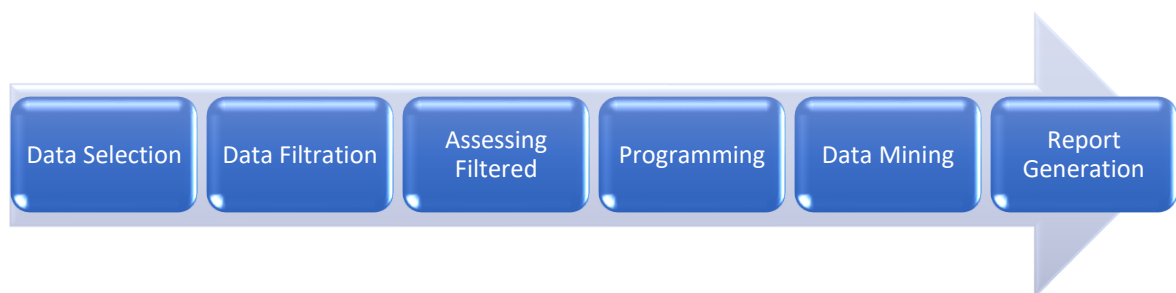 Data Selection
Data Filtration
Assessing
Filtered
Programming
Data Mining
Report
Generation